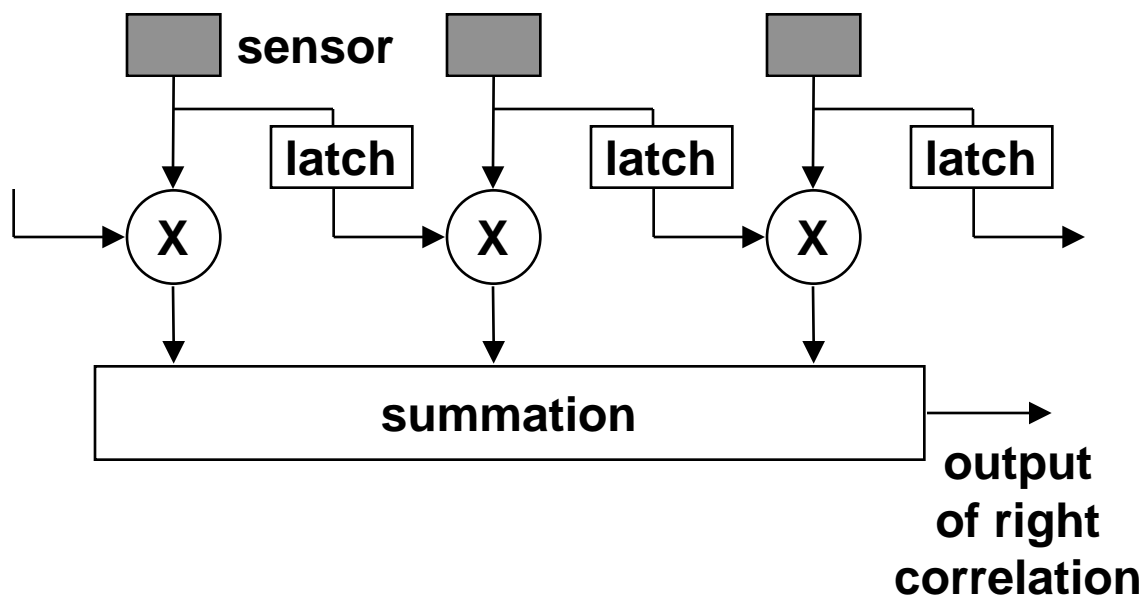 sensor
latch
latch
latch
X
X
X
summation
output
of right
correlation